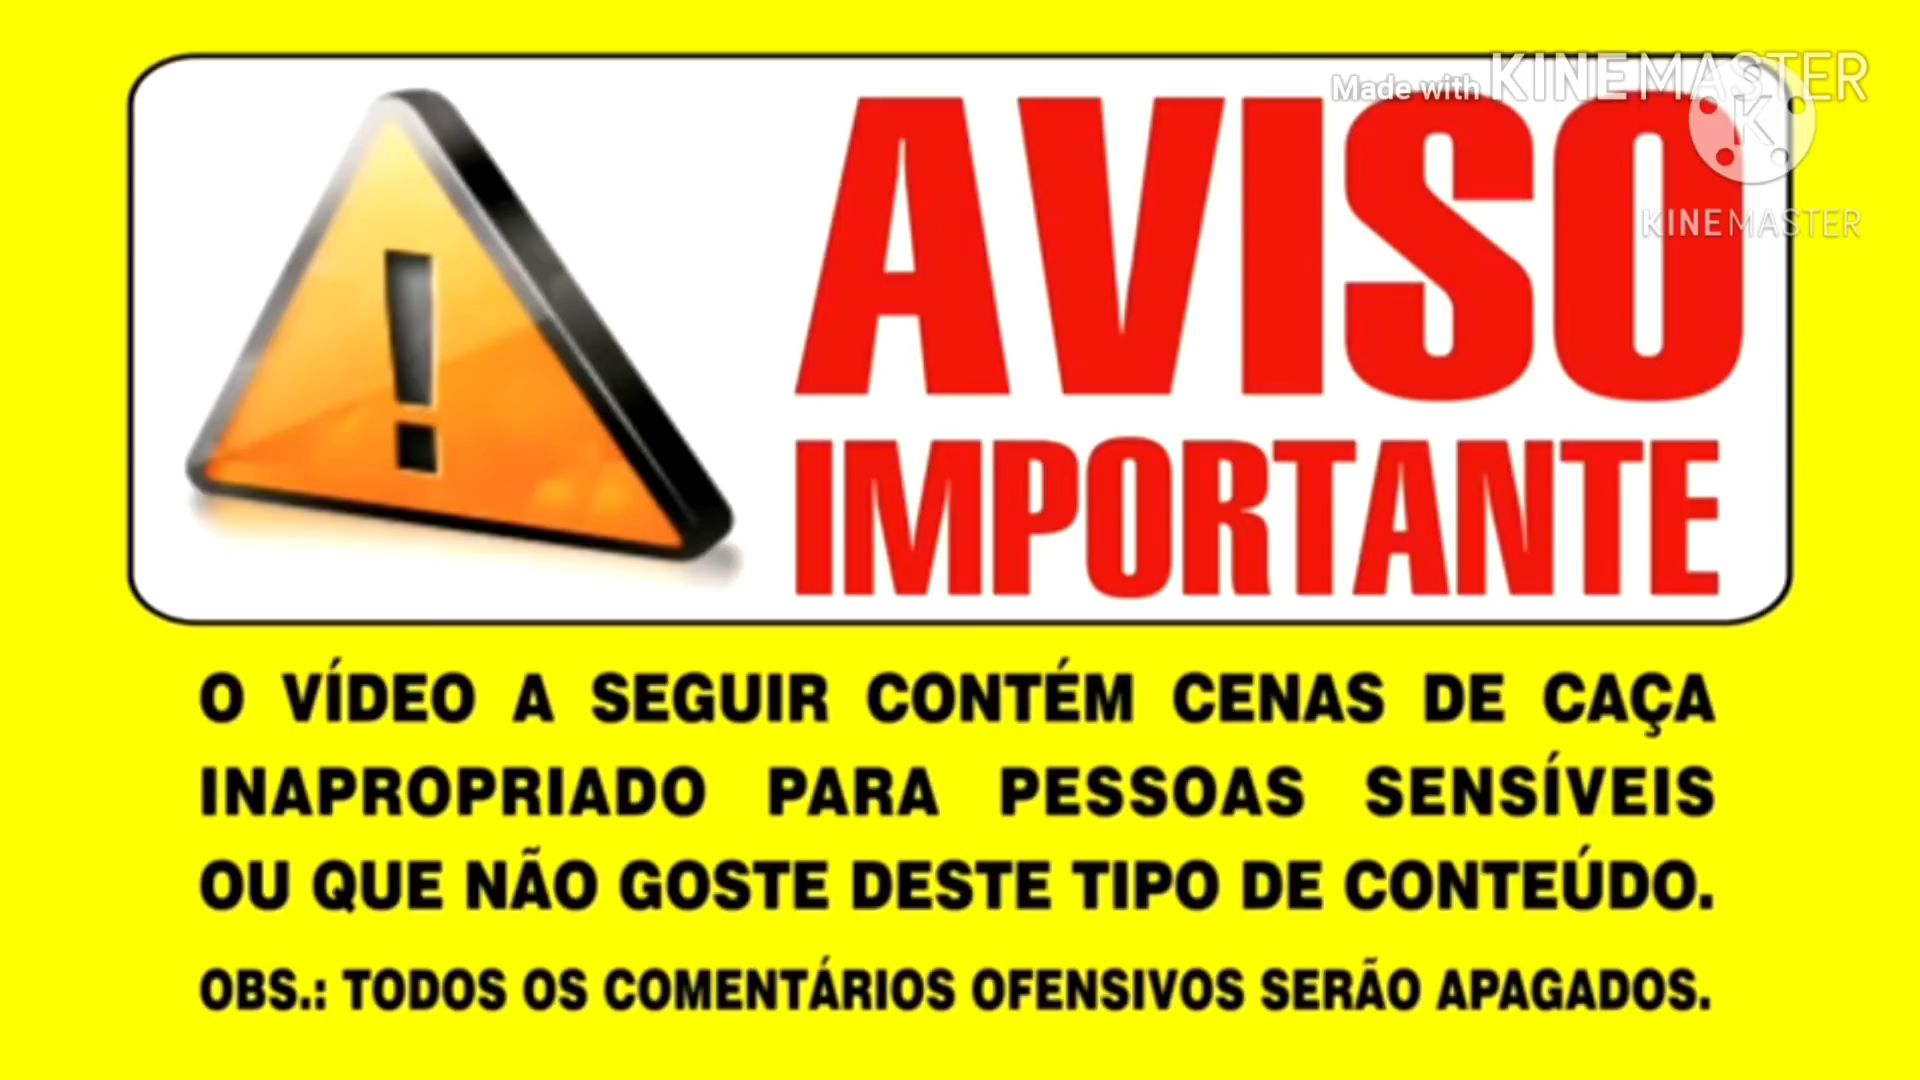 Made with KINEMASTER
K
KINEMASTER
AVISO
IMPORTANTE
O VÍDEO A SEGUIR CONTÉM CENAS DE CAÇA
INAPROPRIADO PARA PESSOAS SENSÍVEIS
OU QUE NÃO GOSTE DESTE TIPO DE CONTEÚDO.
OBS.: TODOS OS COMENTÁRIOS OFENSIVOS SERÃO APAGADOS.